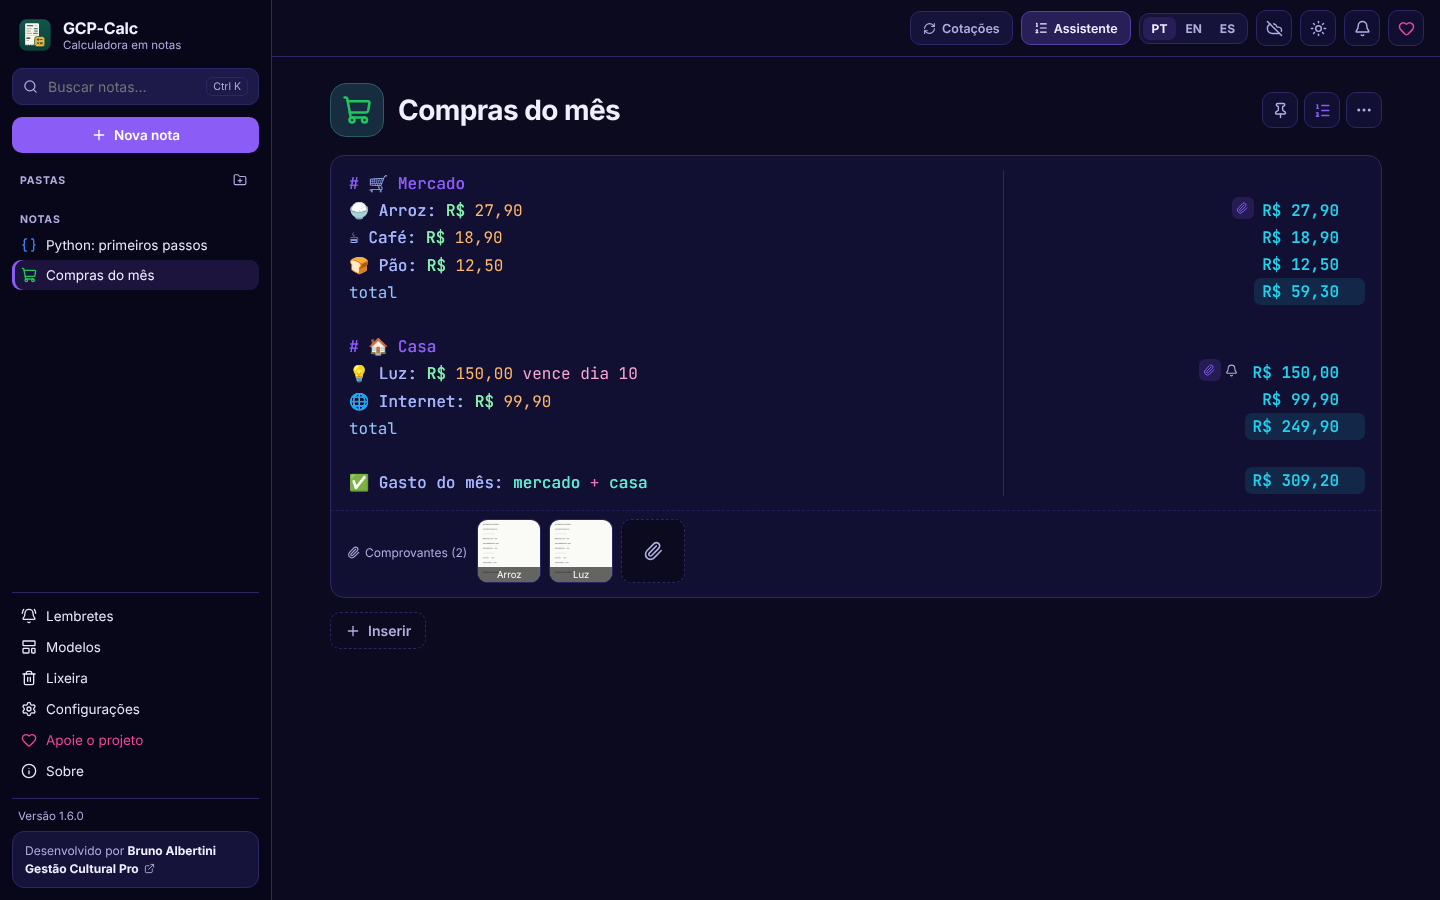 GCP-Calc
Calculadora em notas
Buscar notas...
Ctrl K
Nova nota
PASTAS
NOTAS
Python: primeiros passos
Compras do mês
Lembretes
Modelos
Lixeira
Configurações
Apoie o projeto
Sobre
Versão 1.6.0
Desenvolvido por Bruno Albertini
Gestão Cultural Pro
Cotações
Assistente
PT EN ES
Compras do mês
# 🛒 Mercado
🍚 Arroz: R$ 27,90 R$ 27,90
☕ Café: R$ 18,90 R$ 18,90
🍞 Pão: R$ 12,50 R$ 12,50
total R$ 59,30
# 🏠 Casa
💡 Luz: R$ 150,00 vence dia 10 R$ 150,00
🌐 Internet: R$ 99,90 R$ 99,90
total R$ 249,90
✅ Gasto do mês: mercado + casa R$ 309,20
Comprovantes (2)
Arroz
Luz
Inserir